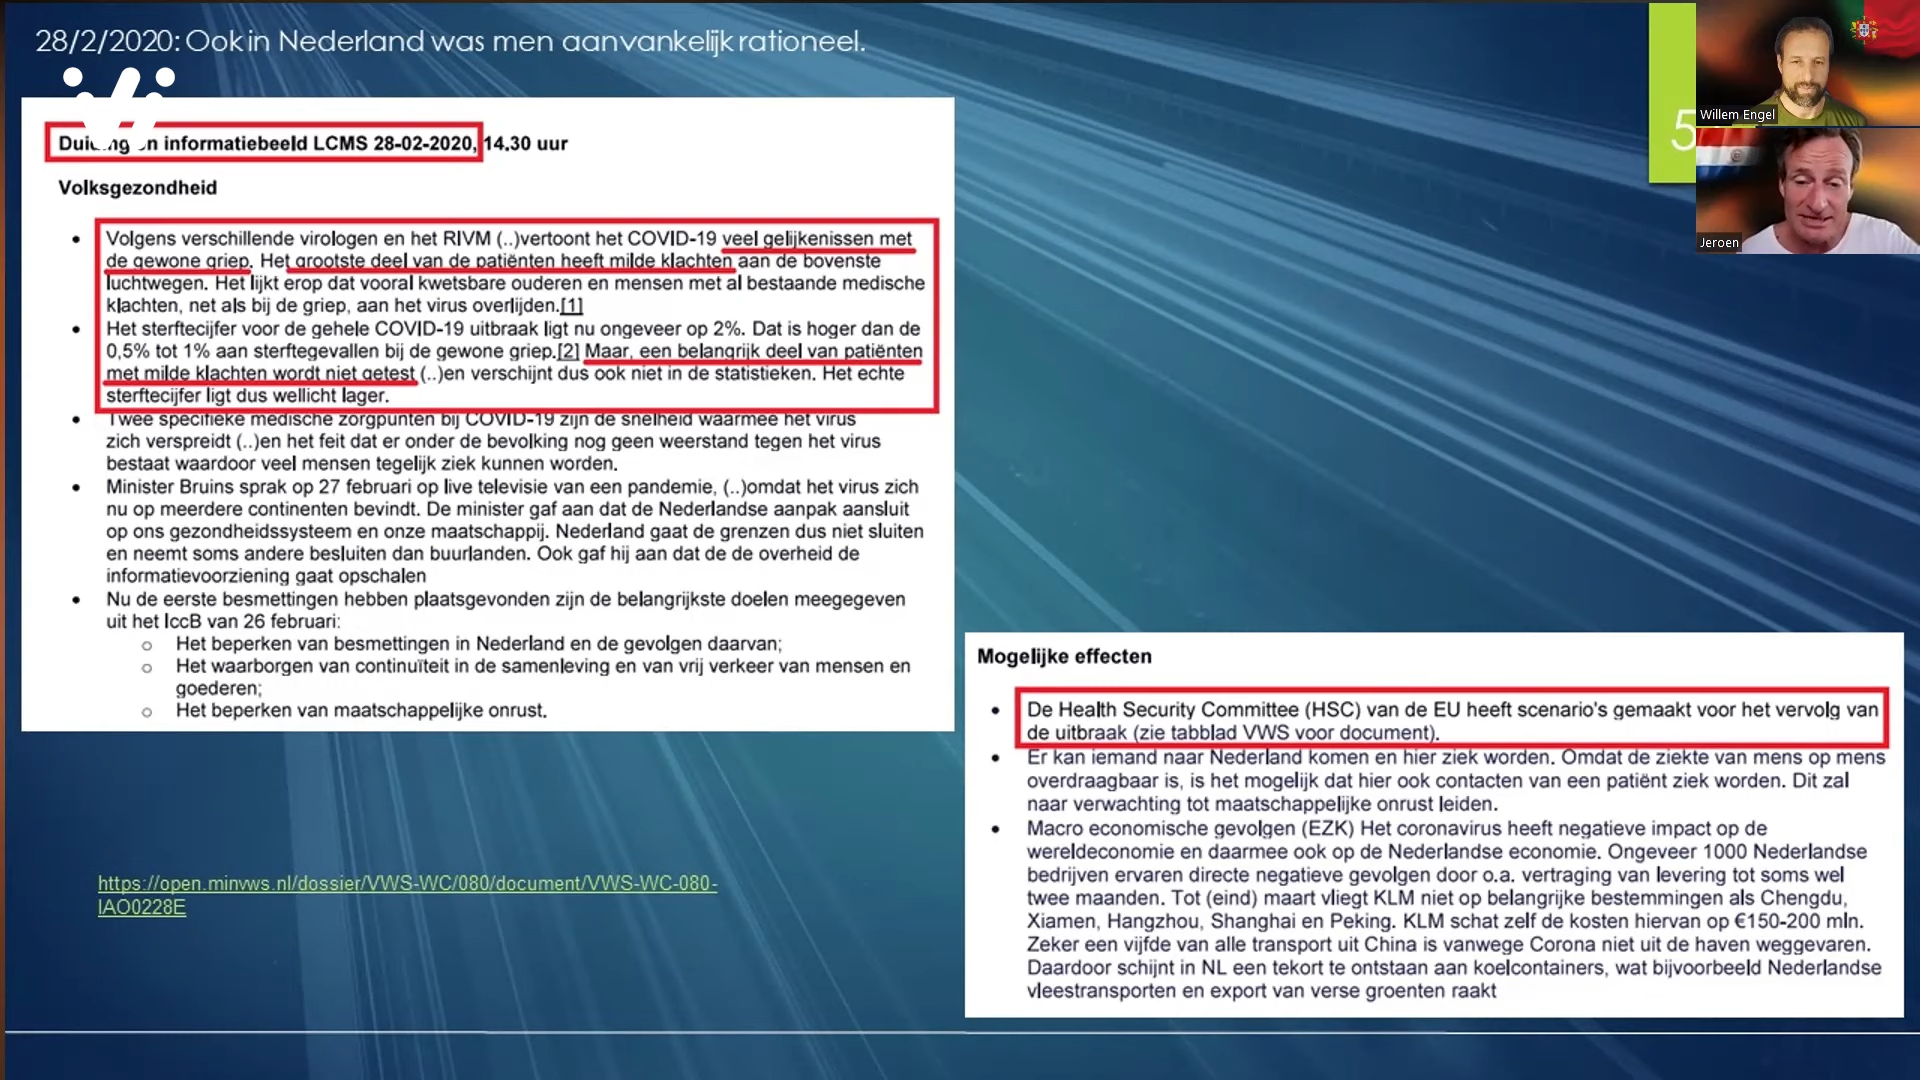 28/2/2020: Ook in Nederland was men aanvankelijk rationeel.
5
Willem Engel
Jeroen
informatiebeeld LCMS 28-02-2020, 14.30 uur
Volksgezondheid
• Volgens verschillende virologen en het RIVM (..)vertoont het COVID-19 veel gelijkenissen met
de gewone griep. Het grootste deel van de patiënten heeft milde klachten aan de bovenste
luchtwegen. Het lijkt erop dat vooral kwetsbare ouderen en mensen met al bestaande medische
klachten, net als bij de griep, aan het virus overlijden.[1]
• Het sterftecijfer voor de gehele COVID-19 uitbraak ligt nu ongeveer op 2%. Dat is hoger dan de
0,5% tot 1% aan sterftegevallen bij de gewone griep.[2] Maar, een belangrijk deel van patiënten
met milde klachten wordt niet getest (..)en verschijnt dus ook niet in de statistieken. Het echte
sterftecijfer ligt dus wellicht lager.
• Twee specifieke medische zorgpunten bij COVID-19 zijn de snelheid waarmee het virus
zich verspreidt (..)en het feit dat er onder de bevolking nog geen weerstand tegen het virus
bestaat waardoor veel mensen tegelijk ziek kunnen worden.
• Minister Bruins sprak op 27 februari op live televisie van een pandemie, (..)omdat het virus zich
nu op meerdere continenten bevindt. De minister gaf aan dat de Nederlandse aanpak aansluit
op ons gezondheidssysteem en onze maatschappij. Nederland gaat de grenzen dus niet sluiten
en neemt soms andere besluiten dan buurlanden. Ook gaf hij aan dat de de overheid de
informatievoorziening gaat opschalen
• Nu de eerste besmettingen hebben plaatsgevonden zijn de belangrijkste doelen meegegeven
uit het IccB van 26 februari:
o Het beperken van besmettingen in Nederland en de gevolgen daarvan;
o Het waarborgen van continuïteit in de samenleving en van vrij verkeer van mensen en
goederen;
o Het beperken van maatschappelijke onrust.
Mogelijke effecten
• De Health Security Committee (HSC) van de EU heeft scenario's gemaakt voor het vervolg van
de uitbraak (zie tabblad VWS voor document).
• Er kan iemand naar Nederland komen en hier ziek worden. Omdat de ziekte van mens op mens
overdraagbaar is, is het mogelijk dat hier ook contacten van een patiënt ziek worden. Dit zal
naar verwachting tot maatschappelijke onrust leiden.
• Macro economische gevolgen (EZK) Het coronavirus heeft negatieve impact op de
wereldeconomie en daarmee ook op de Nederlandse economie. Ongeveer 1000 Nederlandse
bedrijven ervaren directe negatieve gevolgen door o.a. vertraging van levering tot soms wel
twee maanden. Tot (eind) maart vliegt KLM niet op belangrijke bestemmingen als Chengdu,
Xiamen, Hangzhou, Shanghai en Peking. KLM schat zelf de kosten hiervan op €150-200 mln.
Zeker een vijfde van alle transport uit China is vanwege Corona niet uit de haven weggevaren.
Daardoor schijnt in NL een tekort te ontstaan aan koelcontainers, wat bijvoorbeeld Nederlandse
vleestransporten en export van verse groenten raakt
https://open.minvws.nl/dossier/VWS-WC/080/document/VWS-WC-080-
IAO0228E